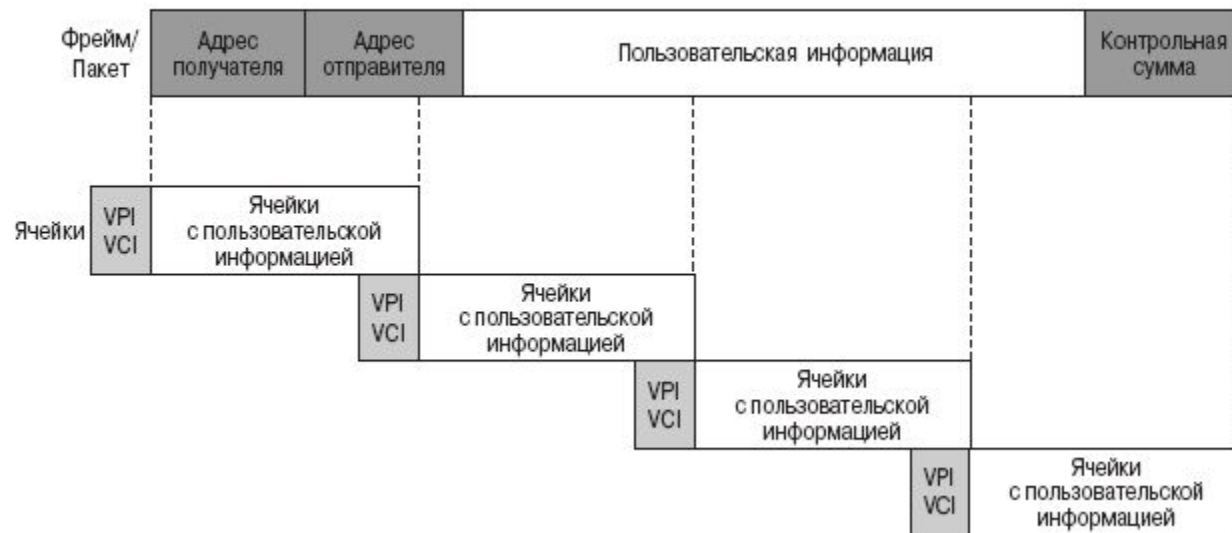 Фрейм/
Пакет
Адрес
получателя
Адрес
отправителя
Пользовательская информация
Контрольная
сумма
Ячейки
VPI
VCI
Ячейки
с пользовательской
информацией
VPI
VCI
Ячейки
с пользовательской
информацией
VPI
VCI
Ячейки
с пользовательской
информацией
VPI
VCI
Ячейки
с пользовательской
информацией